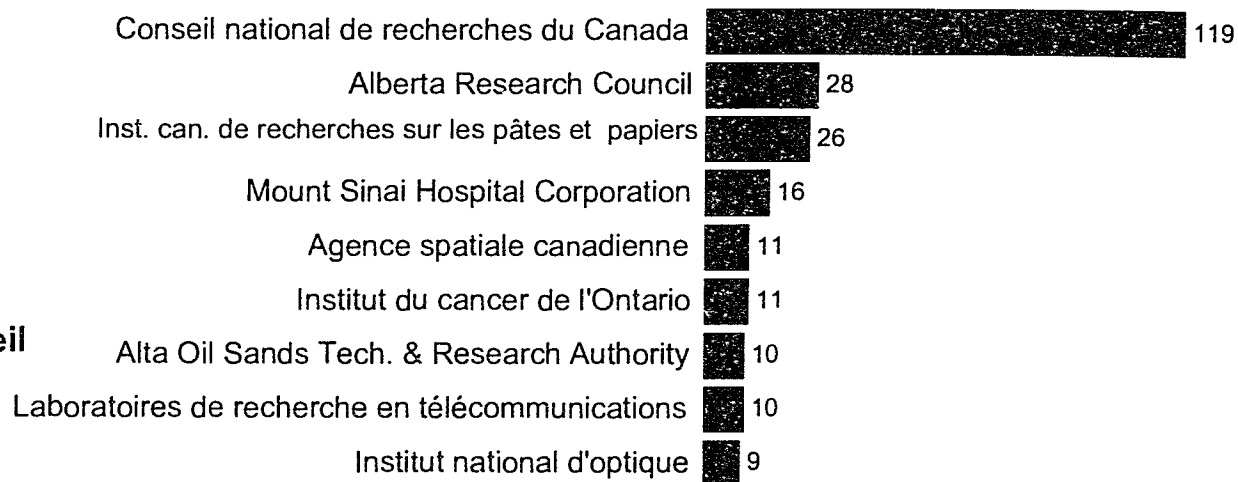 Conseil national de recherches du Canada 119
Alberta Research Council 28
Inst. can. de recherches sur les pâtes et papiers 26
Mount Sinai Hospital Corporation 16
Agence spatiale canadienne 11
Institut du cancer de l'Ontario 11
eil
Alta Oil Sands Tech. & Research Authority 10
Laboratoires de recherche en télécommunications 10
Institut national d'optique 9